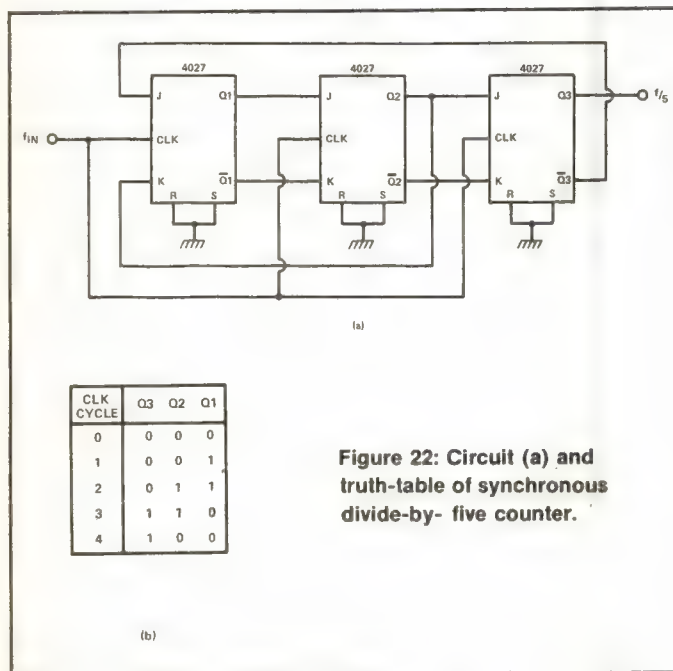 4027 4027 4027
J Q1 J Q2 J Q3 f/5
fIN CLK CLK CLK
K Q̅1 K Q̅2 K Q̅3
R S R S R S
(a)
CLK CYCLE Q3 Q2 Q1
0 0 0 0
1 0 0 1
2 0 1 1
3 1 1 0
4 1 0 0
(b)
Figure 22: Circuit (a) and
truth-table of synchronous
divide-by- five counter.